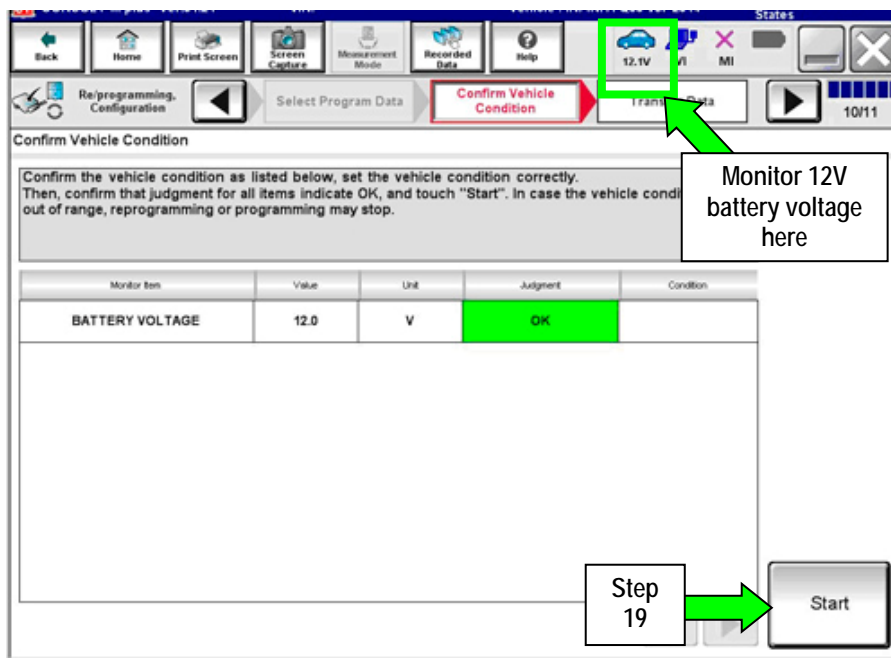 States
Back
Home
Print Screen
Screen Capture
Measurement Mode
Recorded Data
Help
12.1V
VI
MI
Re/programming, Configuration
Select Program Data
Confirm Vehicle Condition
Data
10/11
Confirm Vehicle Condition
Confirm the vehicle condition as listed below, set the vehicle condition correctly.
Then, confirm that judgment for all items indicate OK, and touch "Start". In case the vehicle condi
out of range, reprogramming or programming may stop.
Monitor 12V
battery voltage
here
Monitor Item
Value
Unit
Judgment
Condition
BATTERY VOLTAGE
12.0
V
OK
Step
19
Start